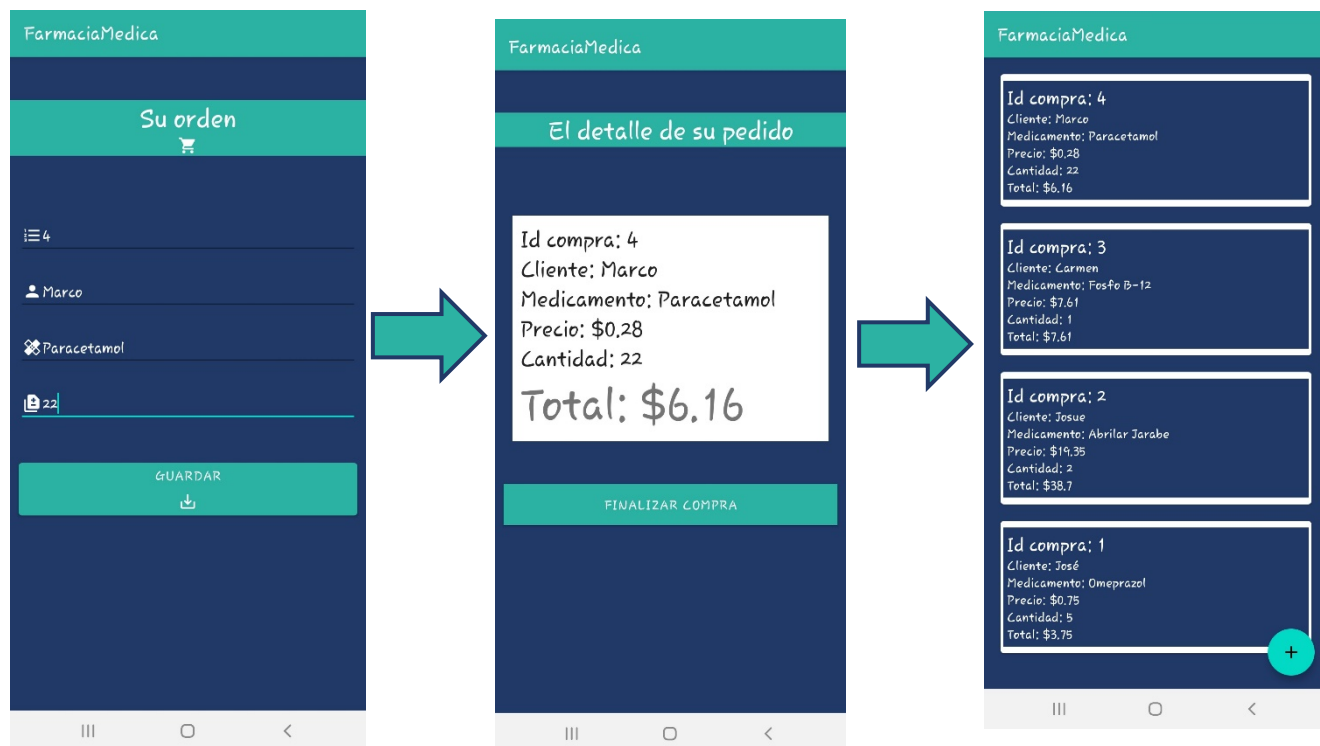 FarmaciaMedica
Su orden
4
Marco
Paracetamol
22
GUARDAR
FarmaciaMedica
El detalle de su pedido
Id compra: 4
Cliente: Marco
Medicamento: Paracetamol
Precio: $0.28
Cantidad: 22
Total: $6.16
FINALIZAR COMPRA
FarmaciaMedica
Id compra: 4
Cliente: Marco
Medicamento: Paracetamol
Precio: $0.28
Cantidad: 22
Total: $6.16
Id compra: 3
Cliente: Carmen
Medicamento: Fosfo B-12
Precio: $7.61
Cantidad: 1
Total: $7.61
Id compra: 2
Cliente: Josue
Medicamento: Abrilar Jarabe
Precio: $19.35
Cantidad: 2
Total: $38.7
Id compra: 1
Cliente: José
Medicamento: Omeprazol
Precio: $0.75
Cantidad: 5
Total: $3.75
+